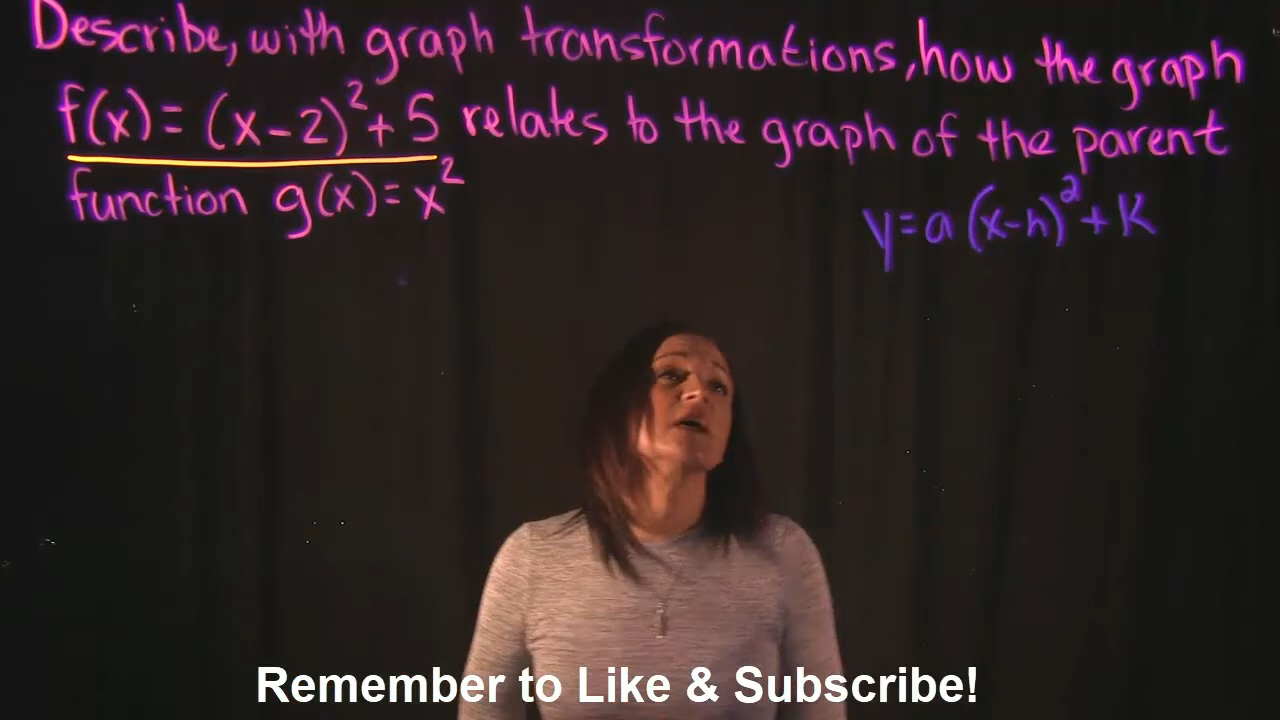 Describe, with graph transformations, how the graph
f(x) = (x-2)²+5 relates to the graph of the parent
function g(x) = x²
y=a(x-h)²+k
Remember to Like & Subscribe!